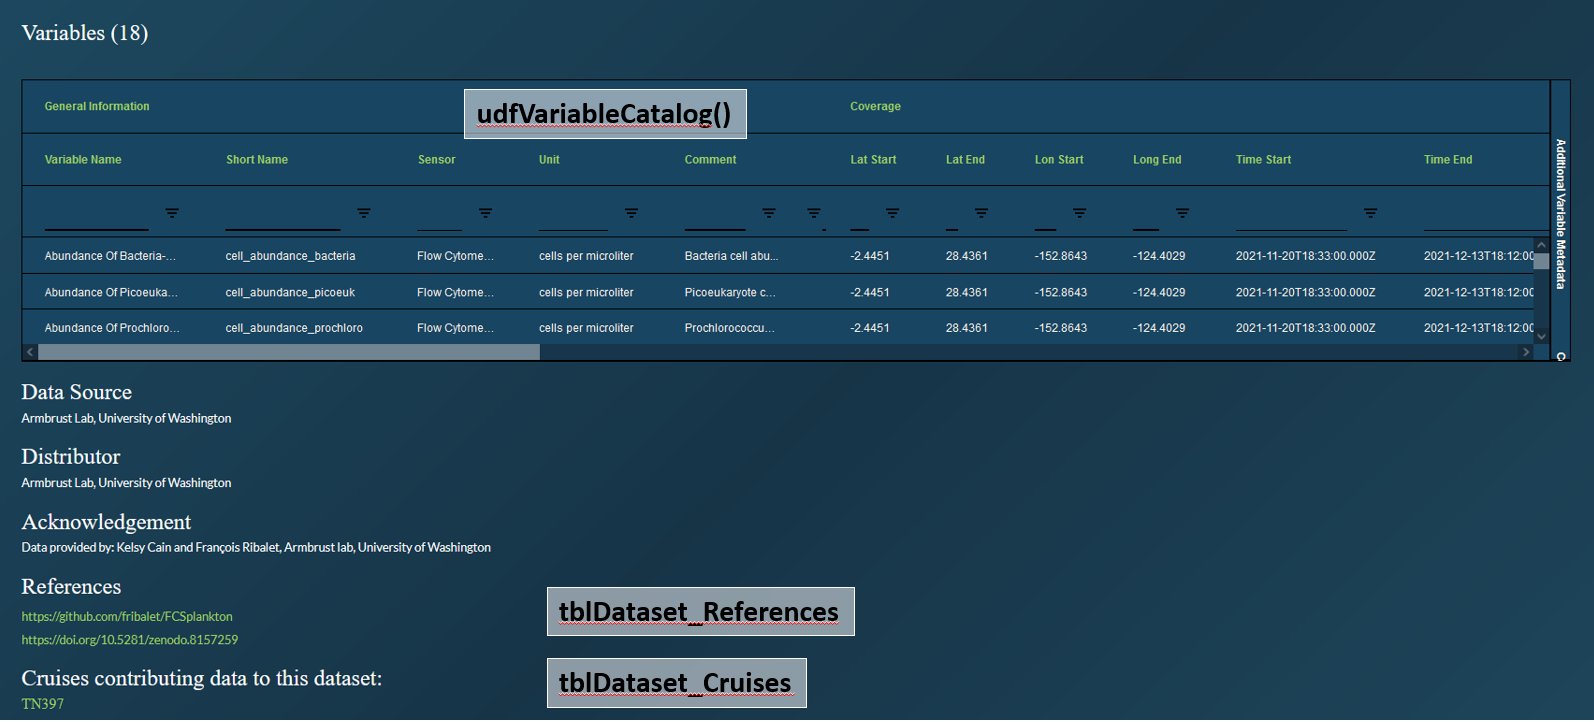 Variables (18)
General Information
udfVariableCatalog()
Coverage
Variable Name Short Name Sensor Unit Comment Lat Start Lat End Lon Start Long End Time Start Time End
Abundance Of Bacteria-... cell_abundance_bacteria Flow Cytome... cells per microliter Bacteria cell abu... -2.4451 28.4361 -152.8643 -124.4029 2021-11-20T18:33:00.000Z 2021-12-13T18:12:00
Abundance Of Picoeuka... cell_abundance_picoeuk Flow Cytome... cells per microliter Picoeukaryote c... -2.4451 28.4361 -152.8643 -124.4029 2021-11-20T18:33:00.000Z 2021-12-13T18:12:00
Abundance Of Prochloro... cell_abundance_prochloro Flow Cytome... cells per microliter Prochlorococcu... -2.4451 28.4361 -152.8643 -124.4029 2021-11-20T18:33:00.000Z 2021-12-13T18:12:00
Additional Variable Metadata
Data Source
Armbrust Lab, University of Washington
Distributor
Armbrust Lab, University of Washington
Acknowledgement
Data provided by: Kelsy Cain and François Ribalet, Armbrust lab, University of Washington
References
https://github.com/fribalet/FCSplankton
https://doi.org/10.5281/zenodo.8157259
tblDataset_References
Cruises contributing data to this dataset:
TN397
tblDataset_Cruises